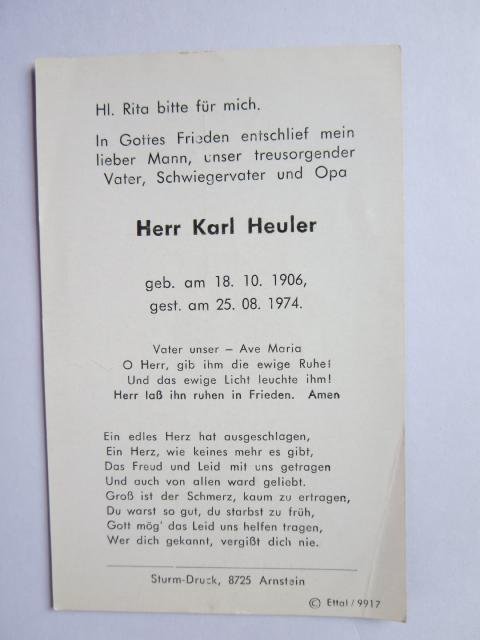 Hl. Rita bitte für mich.
In Gottes Frieden entschlief mein
lieber Mann, unser treusorgender
Vater, Schwiegervater und Opa
Herr Karl Heuler
geb. am 18. 10. 1906,
gest. am 25. 08. 1974.
Vater unser – Ave Maria
O Herr, gib ihm die ewige Ruhe!
Und das ewige Licht leuchte ihm!
Herr laß ihn ruhen in Frieden. Amen
Ein edles Herz hat ausgeschlagen,
Ein Herz, wie keines mehr es gibt,
Das Freud und Leid mit uns getragen
Und auch von allen ward geliebt.
Groß ist der Schmerz, kaum zu ertragen,
Du warst so gut, du starbst zu früh,
Gott mög' das Leid uns helfen tragen,
Wer dich gekannt, vergißt dich nie.
Sturm-Druck, 8725 Arnstein
© Ettal / 9917